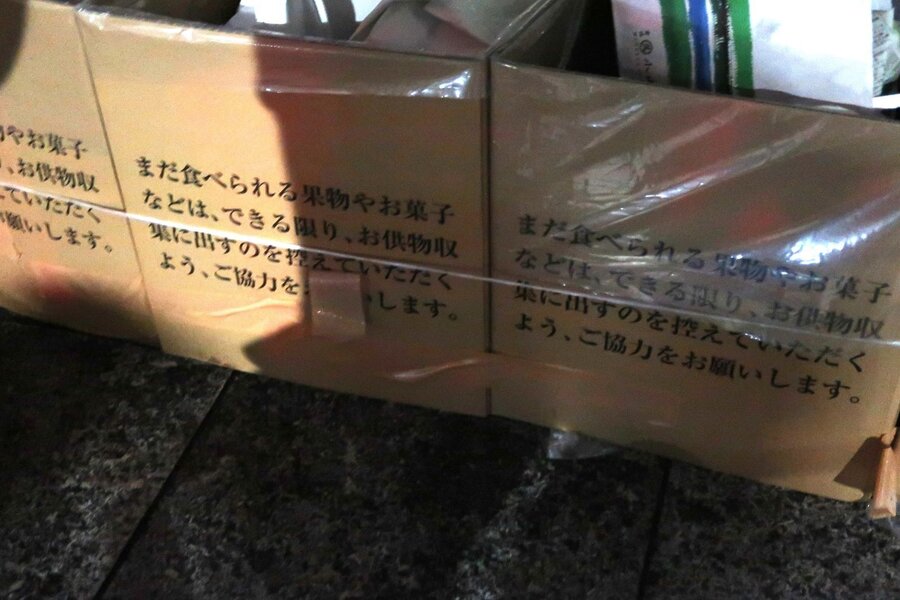 やお菓子
、お供物収
ていただく
願いします。
まだ食べられる果物やお菓子
などは、できる限り、お供物収
集に出すのを控えていただく
よう、ご協力を
いします。
まだ食べられる果物やお菓子
などは、できる限り、お供物収
集に出すのを控えていただく
よう、ご協力をお願いします。